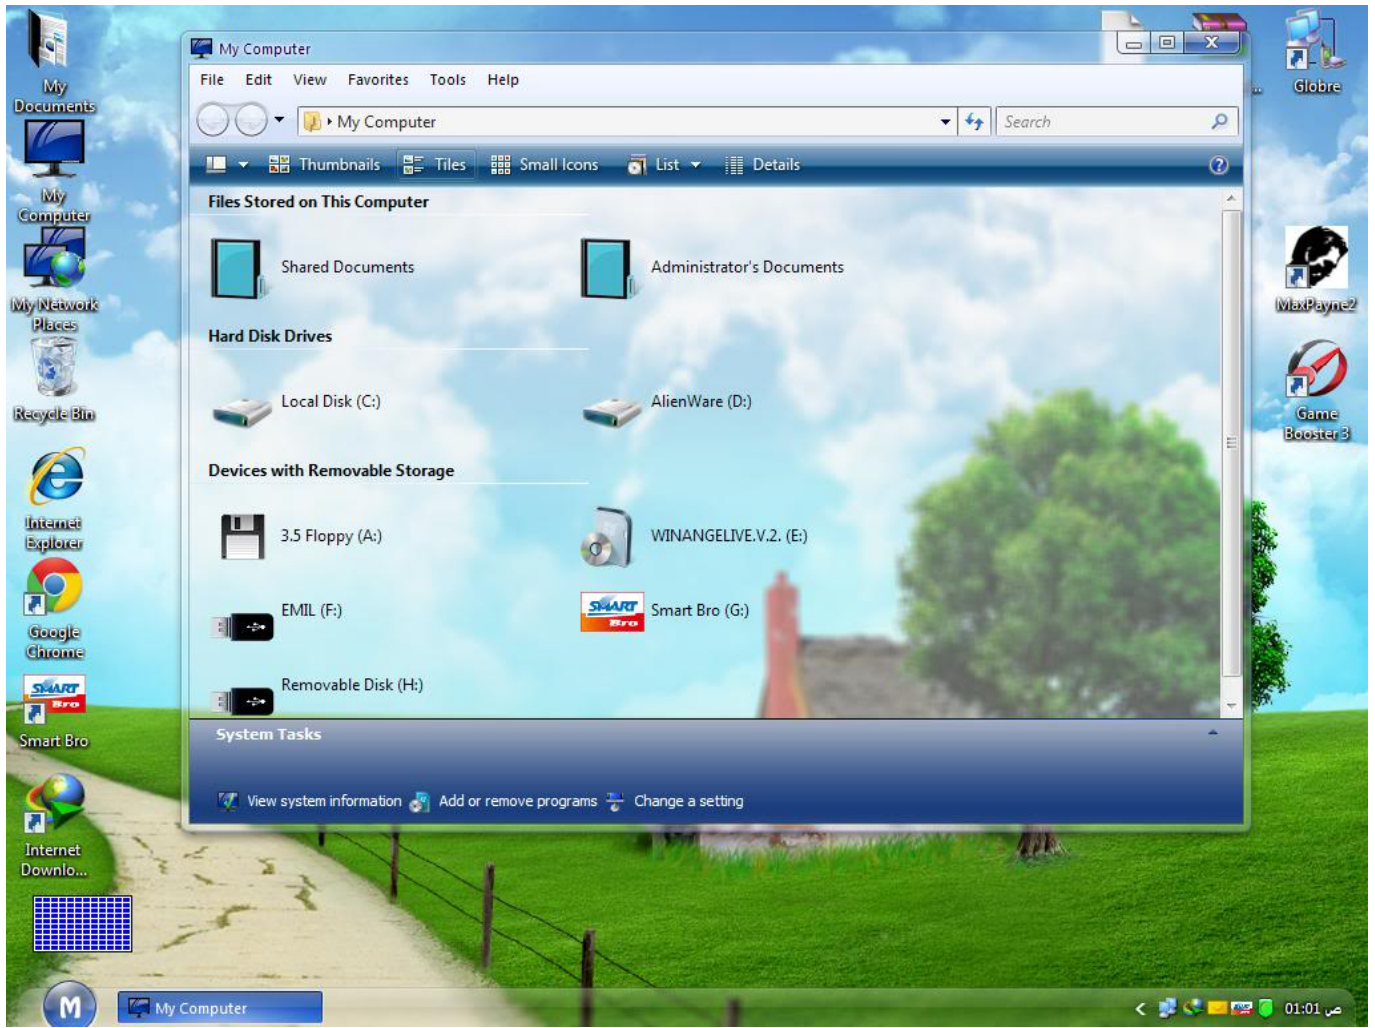 My
Documents
My
Computer
My Network
Places
Recycle Bin
Internet
Explorer
Google
Chrome
SMART
Bro
Smart Bro
Internet
Downlo...
My Computer
File Edit View Favorites Tools Help
My Computer
Search
Thumbnails Tiles Small Icons List Details
Files Stored on This Computer
Shared Documents Administrator's Documents
Hard Disk Drives
Local Disk (C:) AlienWare (D:)
Devices with Removable Storage
3.5 Floppy (A:) WINANGELIVE.V.2. (E:)
EMIL (F:) SMART Bro Smart Bro (G:)
Removable Disk (H:)
System Tasks
View system information Add or remove programs Change a setting
...
Globre
MaxPayne2
Game
Booster 3
M My Computer 01:01 ص